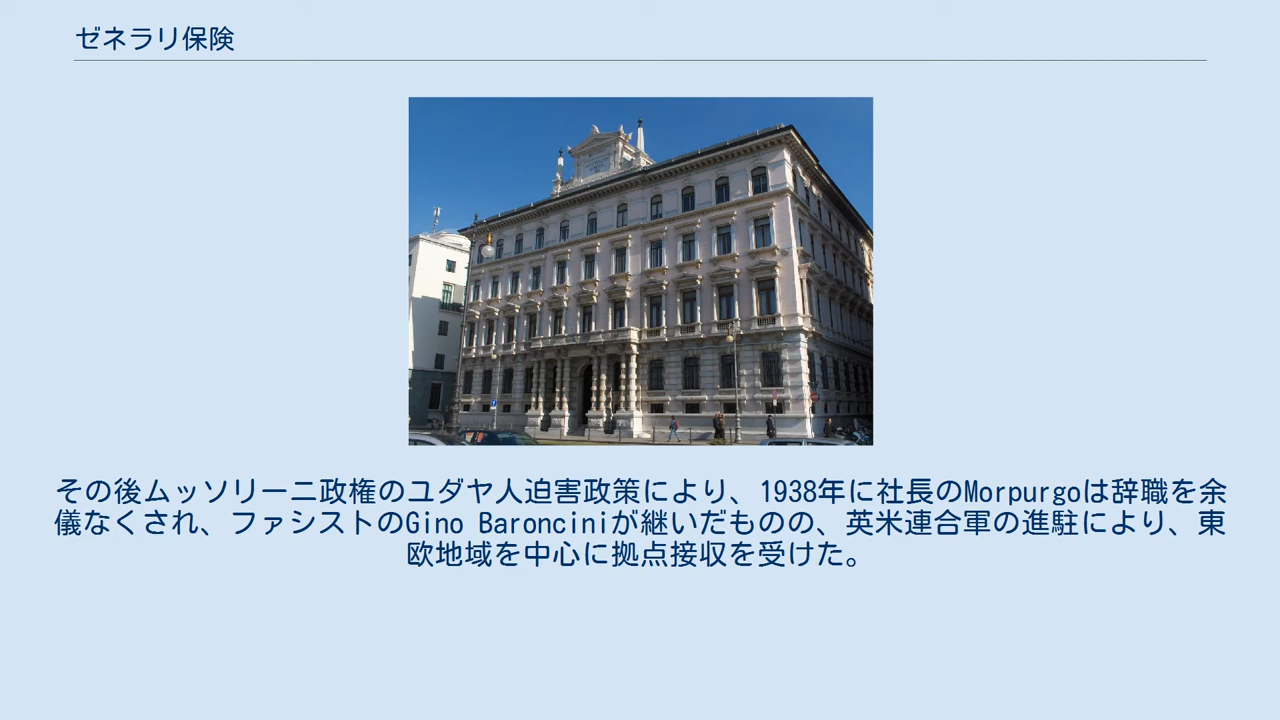 ゼネラリ保険
その後ムッソリーニ政権のユダヤ人迫害政策により、1938年に社長のMorpurgoは辞職を余
儀なくされ、ファシストのGino Baronciniが継いだものの、英米連合軍の進駐により、東
欧地域を中心に拠点接収を受けた。